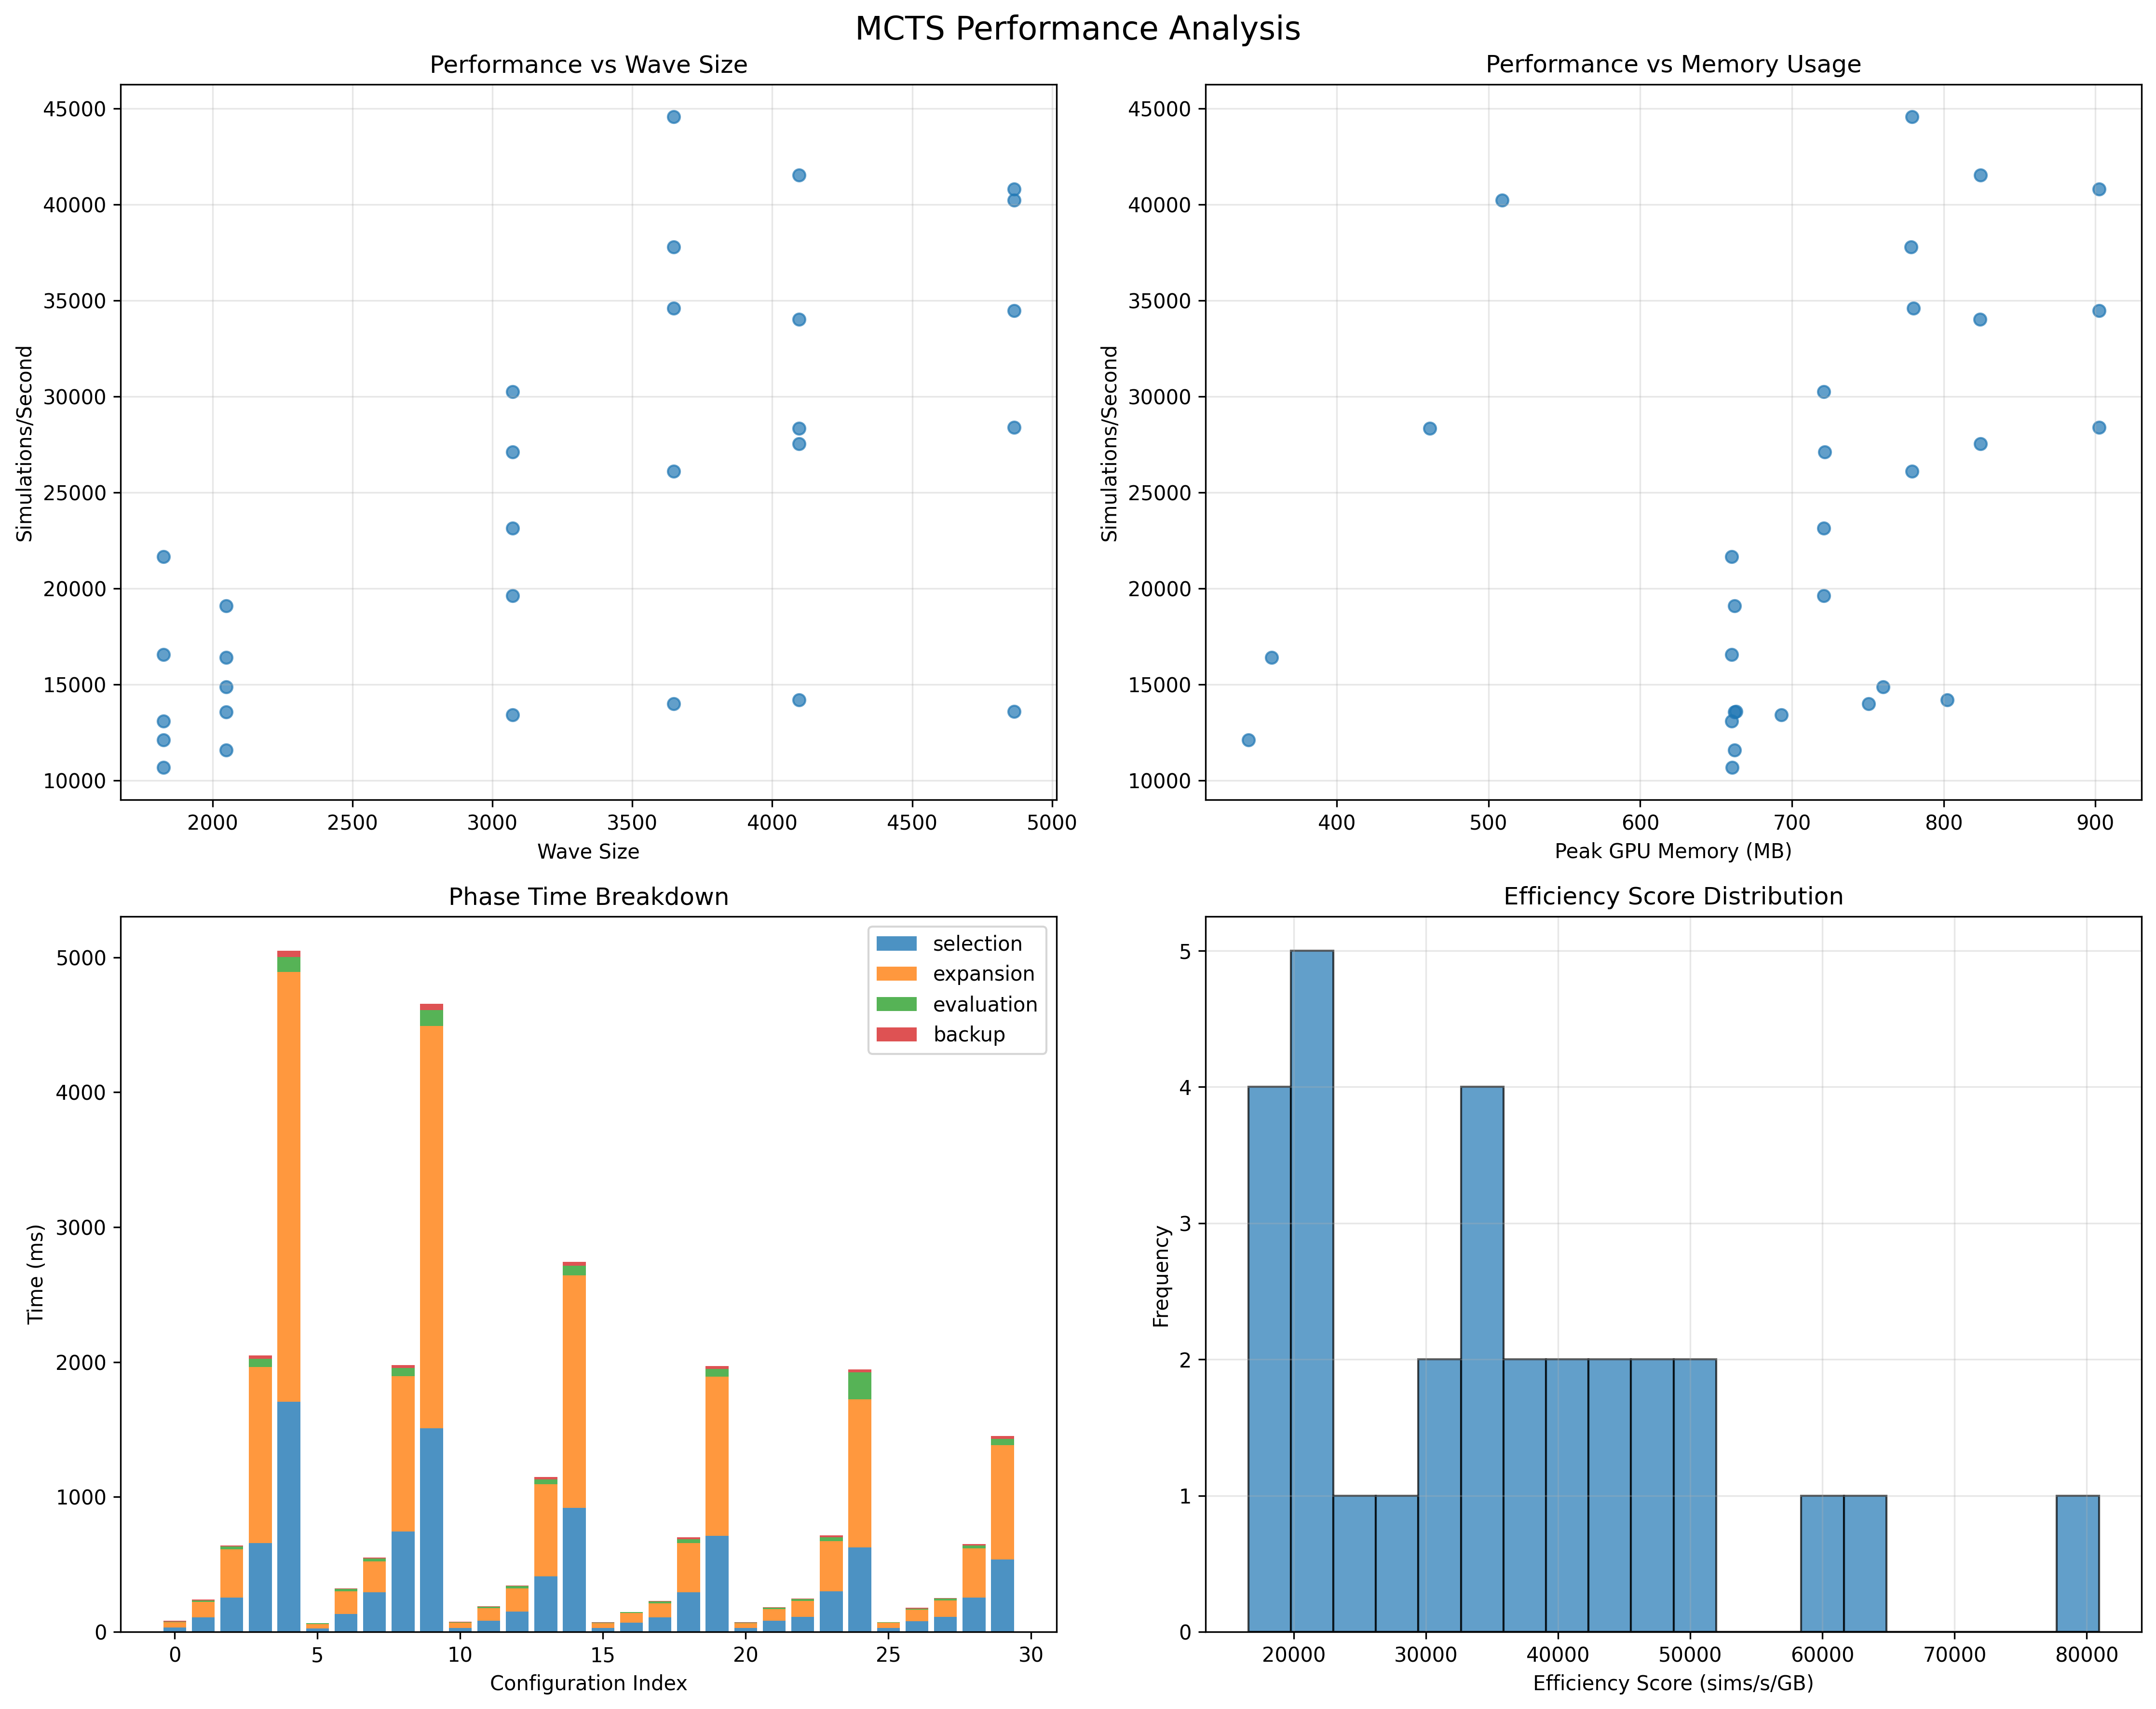 MCTS Performance Analysis
Performance vs Wave Size
45000
40000
35000
30000
25000
20000
15000
10000
Simulations/Second
2000 2500 3000 3500 4000 4500 5000
Wave Size
Performance vs Memory Usage
45000
40000
35000
30000
25000
20000
15000
10000
Simulations/Second
400 500 600 700 800 900
Peak GPU Memory (MB)
Phase Time Breakdown
selection
expansion
evaluation
backup
5000
4000
3000
2000
1000
0
Time (ms)
0 5 10 15 20 25 30
Configuration Index
Efficiency Score Distribution
5
4
3
2
1
0
Frequency
20000 30000 40000 50000 60000 70000 80000
Efficiency Score (sims/s/GB)